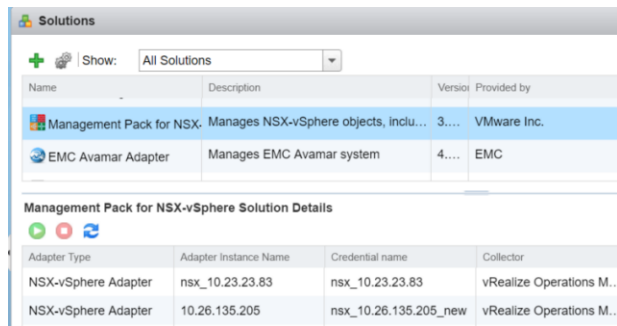 Solutions
Show: All Solutions
Name Description Version Provided by
Management Pack for NSX- Manages NSX-vSphere objects, inclu... 3.... VMware Inc.
EMC Avamar Adapter Manages EMC Avamar system 4.... EMC
Management Pack for NSX-vSphere Solution Details
Adapter Type Adapter Instance Name Credential name Collector
NSX-vSphere Adapter nsx_10.23.23.83 nsx_10.23.23.83 vRealize Operations M...
NSX-vSphere Adapter 10.26.135.205 nsx_10.26.135.205_new vRealize Operations M...